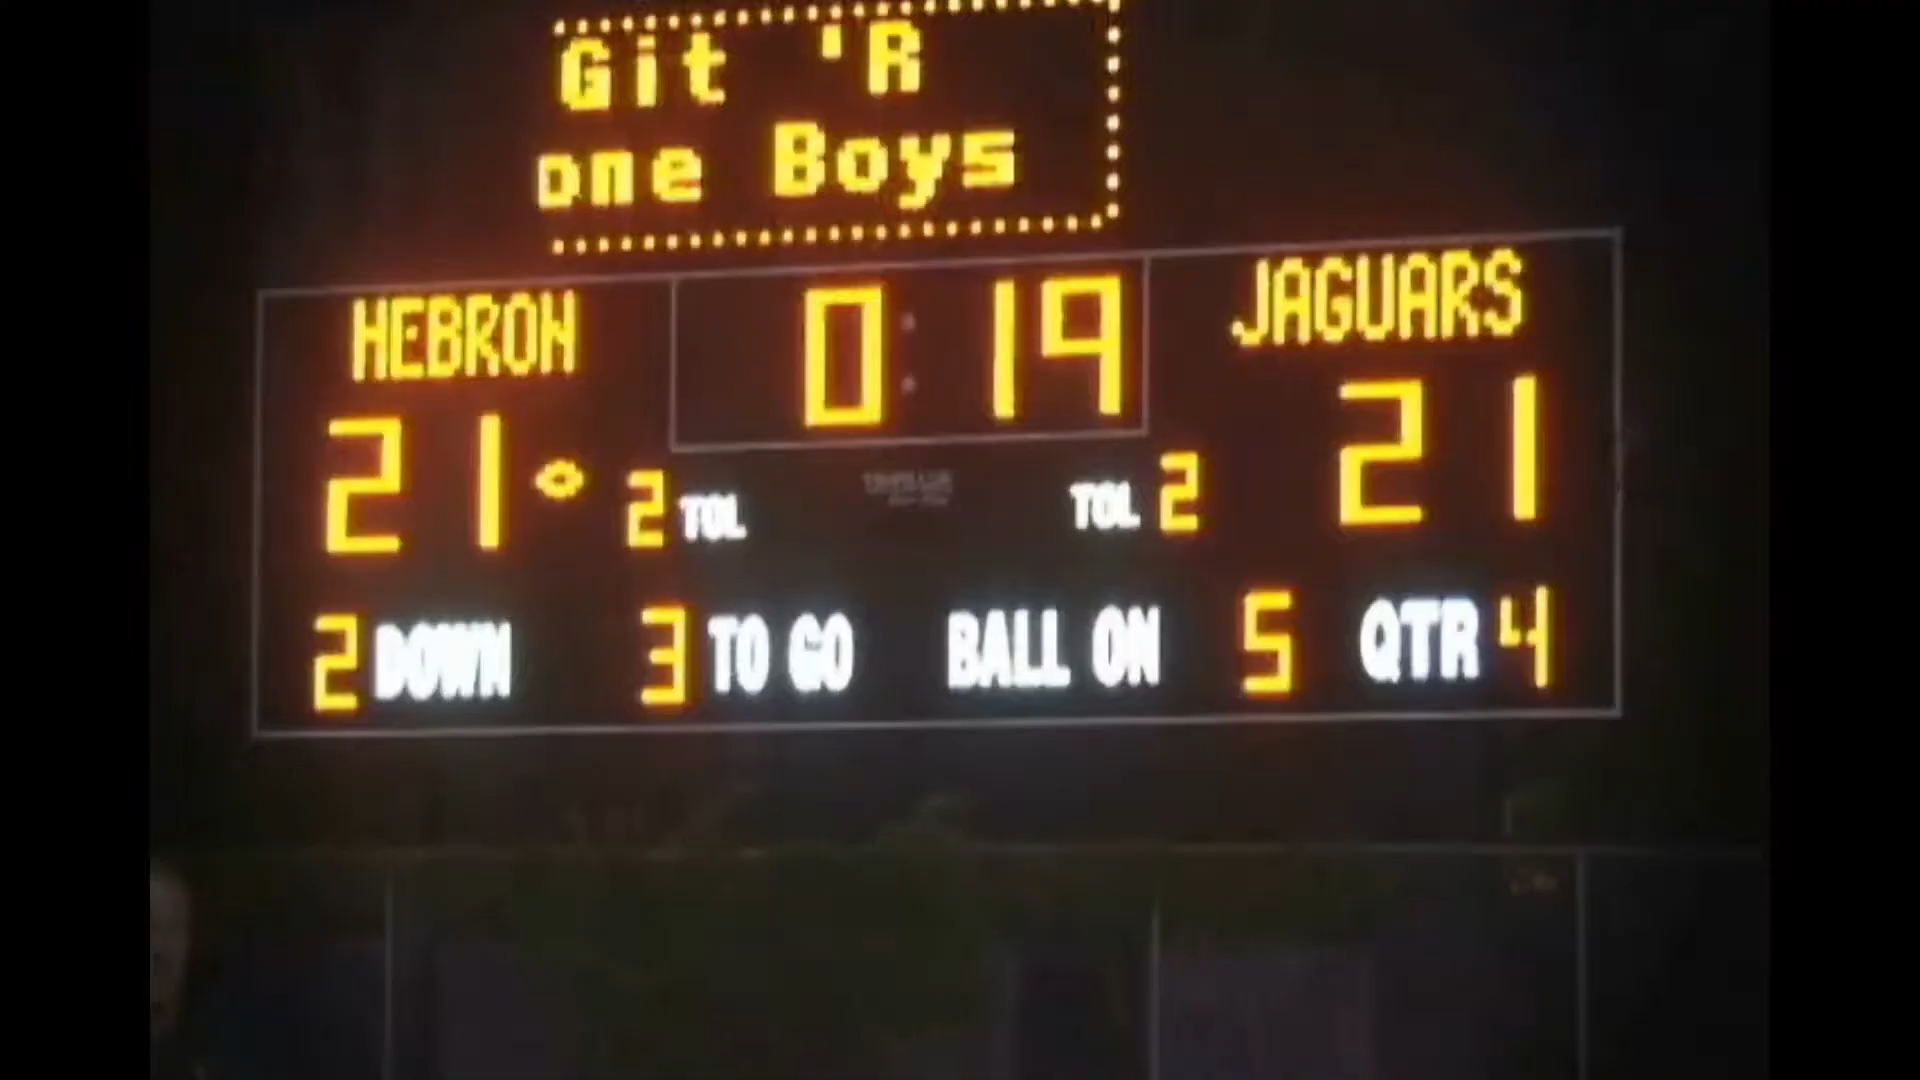 Git 'R
one Boys
HEBRON 0:19 JAGUARS
21 2 TOL TOL 2 21
2 DOWN 3 TO GO BALL ON 5 QTR 4